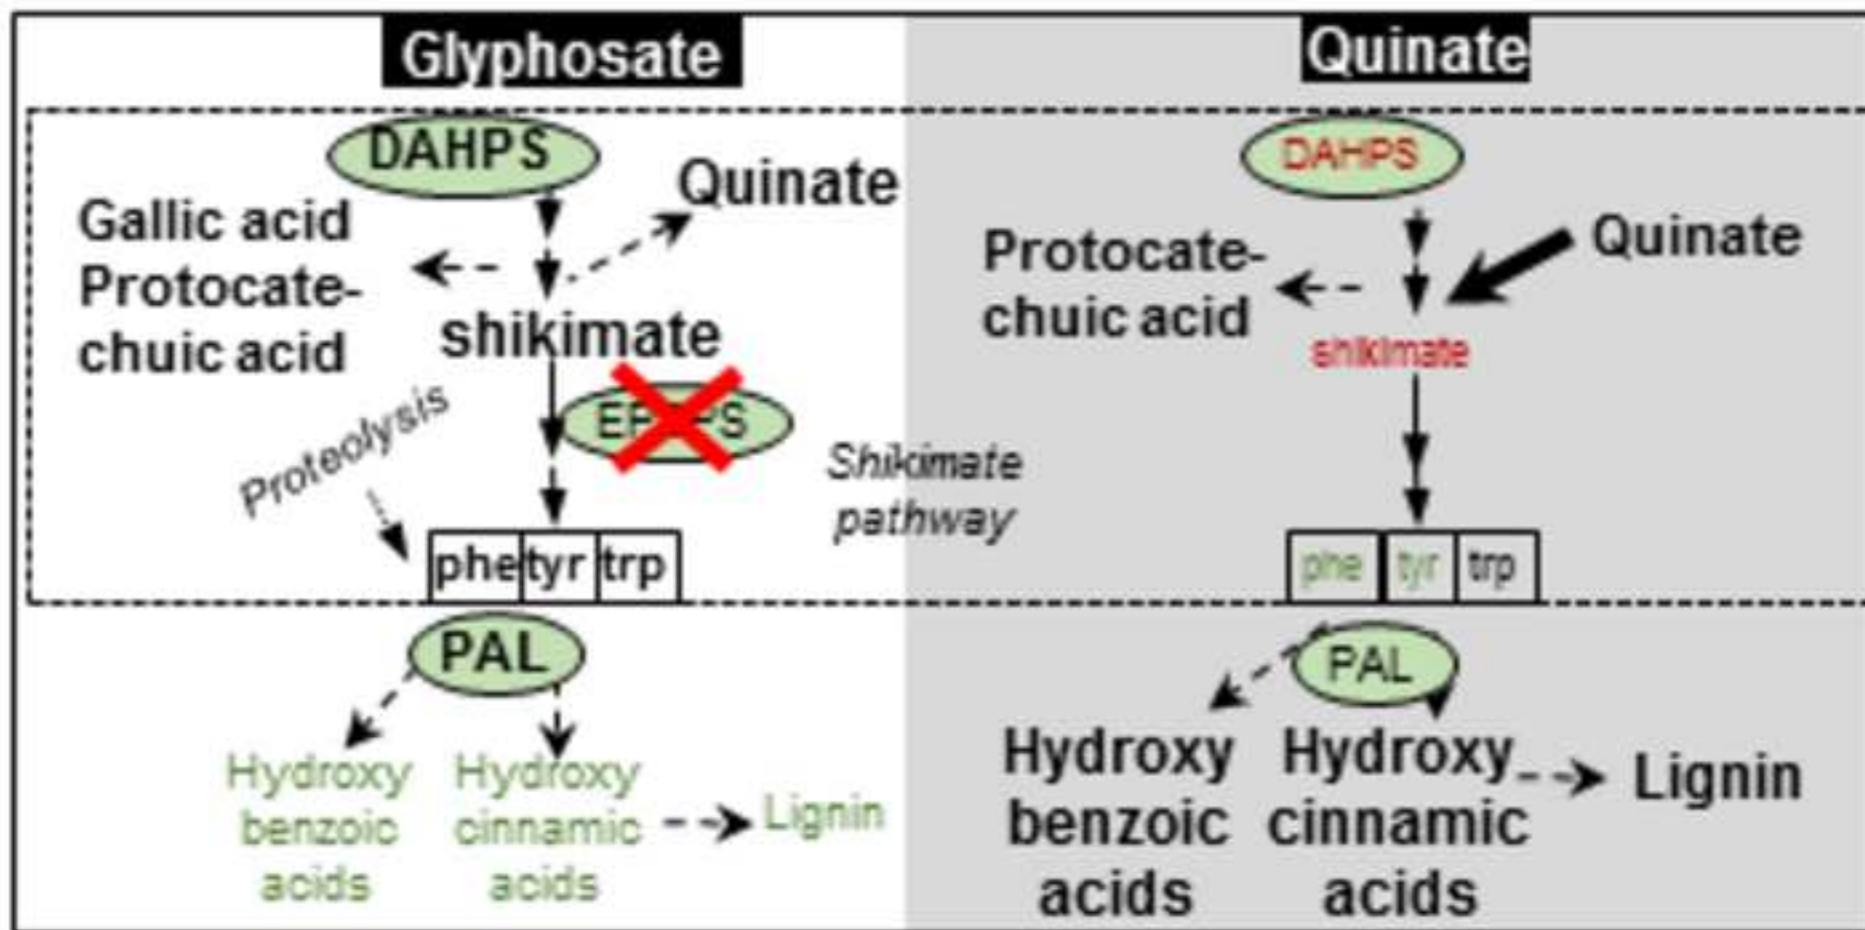 Glyphosate
DAHPS
Quinate
Gallic acid
Protocate-
chuic acid
shikimate
Proteolysis
phe tyr trp
PAL
Hydroxy
benzoic
acids
Hydroxy
cinnamic
acids
Lignin
Shikimate
pathway
Quinate
DAHPS
Protocate-
chuic acid
Quinate
shikimate
phe tyr trp
PAL
Hydroxy
benzoic
acids
Hydroxy
cinnamic
acids
Lignin